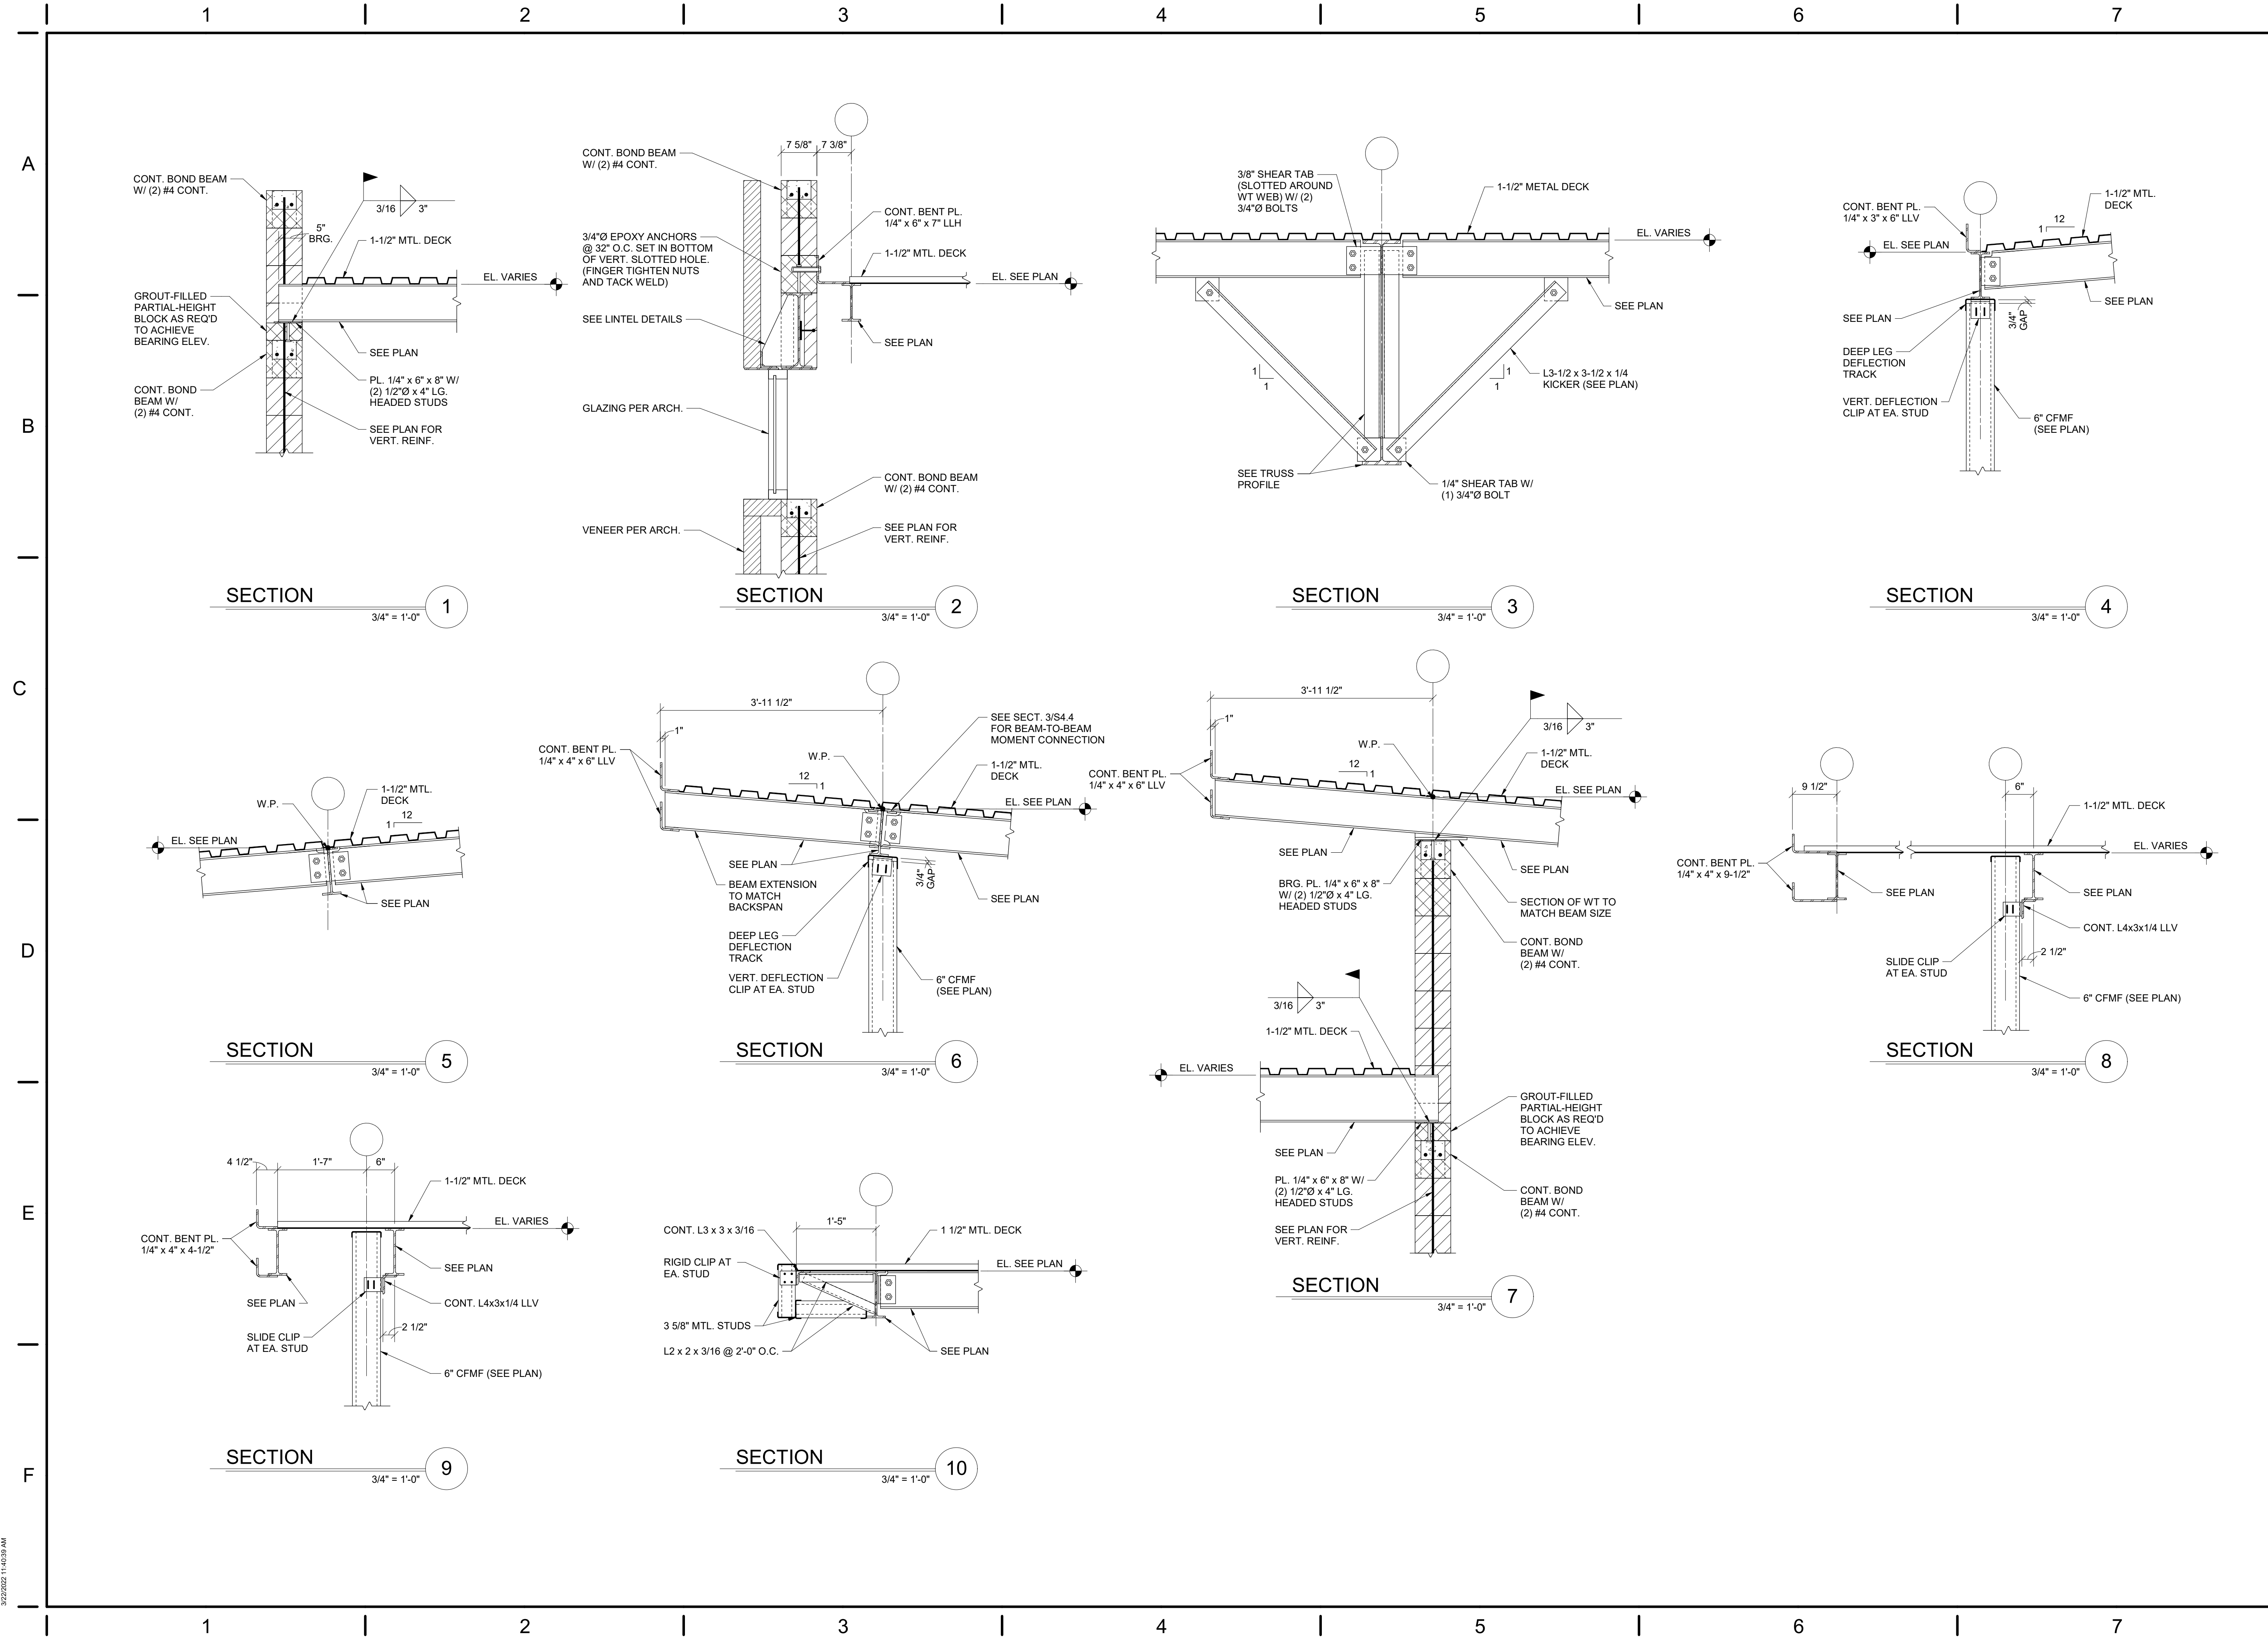 1
2
3
4
5
6
7
A
B
C
D
E
F
CONT. BOND BEAM
W/ (2) #4 CONT.
3/16
3"
5"
BRG.
1-1/2" MTL. DECK
EL. VARIES
GROUT-FILLED
PARTIAL-HEIGHT
BLOCK AS REQ'D
TO ACHIEVE
BEARING ELEV.
SEE PLAN
CONT. BOND
BEAM W/
(2) #4 CONT.
PL. 1/4" x 6" x 8" W/
(2) 1/2"Ø x 4" LG.
HEADED STUDS
SEE PLAN FOR
VERT. REINF.
SECTION
1
3/4" = 1'-0"
7 5/8"
7 3/8"
CONT. BOND BEAM
W/ (2) #4 CONT.
CONT. BENT PL.
1/4" x 6" x 7" LLH
3/4"Ø EPOXY ANCHORS
@ 32" O.C. SET IN BOTTOM
OF VERT. SLOTTED HOLE.
(FINGER TIGHTEN NUTS
AND TACK WELD)
1-1/2" MTL. DECK
EL. SEE PLAN
SEE LINTEL DETAILS
SEE PLAN
GLAZING PER ARCH.
CONT. BOND BEAM
W/ (2) #4 CONT.
VENEER PER ARCH.
SEE PLAN FOR
VERT. REINF.
SECTION
2
3/4" = 1'-0"
3/8" SHEAR TAB
(SLOTTED AROUND
WT WEB) W/ (2)
3/4"Ø BOLTS
1-1/2" METAL DECK
EL. VARIES
SEE PLAN
1
1
1
1
L3-1/2 x 3-1/2 x 1/4
KICKER (SEE PLAN)
SEE TRUSS
PROFILE
1/4" SHEAR TAB W/
(1) 3/4"Ø BOLT
SECTION
3
3/4" = 1'-0"
CONT. BENT PL.
1/4" x 3" x 6" LLV
1-1/2" MTL.
DECK
12
1
EL. SEE PLAN
SEE PLAN
SEE PLAN
3/4"
GAP
DEEP LEG
DEFLECTION
TRACK
VERT. DEFLECTION
CLIP AT EA. STUD
6" CFMF
(SEE PLAN)
SECTION
4
3/4" = 1'-0"
1-1/2" MTL.
DECK
W.P.
12
1
EL. SEE PLAN
SEE PLAN
SECTION
5
3/4" = 1'-0"
3'-11 1/2"
1"
SEE SECT. 3/S4.4
FOR BEAM-TO-BEAM
MOMENT CONNECTION
CONT. BENT PL.
1/4" x 4" x 6" LLV
W.P.
12
1
1-1/2" MTL.
DECK
EL. SEE PLAN
SEE PLAN
BEAM EXTENSION
TO MATCH
BACKSPAN
3/4"
GAP
SEE PLAN
DEEP LEG
DEFLECTION
TRACK
VERT. DEFLECTION
CLIP AT EA. STUD
6" CFMF
(SEE PLAN)
SECTION
6
3/4" = 1'-0"
3'-11 1/2"
1"
3/16
3"
W.P.
12
1
1-1/2" MTL.
DECK
CONT. BENT PL.
1/4" x 4" x 6" LLV
EL. SEE PLAN
SEE PLAN
SEE PLAN
BRG. PL. 1/4" x 6" x 8"
W/ (2) 1/2"Ø x 4" LG.
HEADED STUDS
SECTION OF WT TO
MATCH BEAM SIZE
CONT. BOND
BEAM W/
(2) #4 CONT.
3/16
3"
1-1/2" MTL. DECK
EL. VARIES
GROUT-FILLED
PARTIAL-HEIGHT
BLOCK AS REQ'D
TO ACHIEVE
BEARING ELEV.
SEE PLAN
PL. 1/4" x 6" x 8" W/
(2) 1/2"Ø x 4" LG.
HEADED STUDS
CONT. BOND
BEAM W/
(2) #4 CONT.
SEE PLAN FOR
VERT. REINF.
SECTION
7
3/4" = 1'-0"
9 1/2"
6"
1-1/2" MTL. DECK
EL. VARIES
CONT. BENT PL.
1/4" x 4" x 9-1/2"
SEE PLAN
SEE PLAN
CONT. L4x3x1/4 LLV
2 1/2"
SLIDE CLIP
AT EA. STUD
6" CFMF (SEE PLAN)
SECTION
8
3/4" = 1'-0"
4 1/2"
1'-7"
6"
1-1/2" MTL. DECK
EL. VARIES
CONT. BENT PL.
1/4" x 4" x 4-1/2"
SEE PLAN
SEE PLAN
CONT. L4x3x1/4 LLV
2 1/2"
SLIDE CLIP
AT EA. STUD
6" CFMF (SEE PLAN)
SECTION
9
3/4" = 1'-0"
CONT. L3 x 3 x 3/16
1'-5"
1 1/2" MTL. DECK
RIGID CLIP AT
EA. STUD
EL. SEE PLAN
3 5/8" MTL. STUDS
L2 x 2 x 3/16 @ 2'-0" O.C.
SEE PLAN
SECTION
10
3/4" = 1'-0"
3/22/2022 11:40:39 AM
1
2
3
4
5
6
7